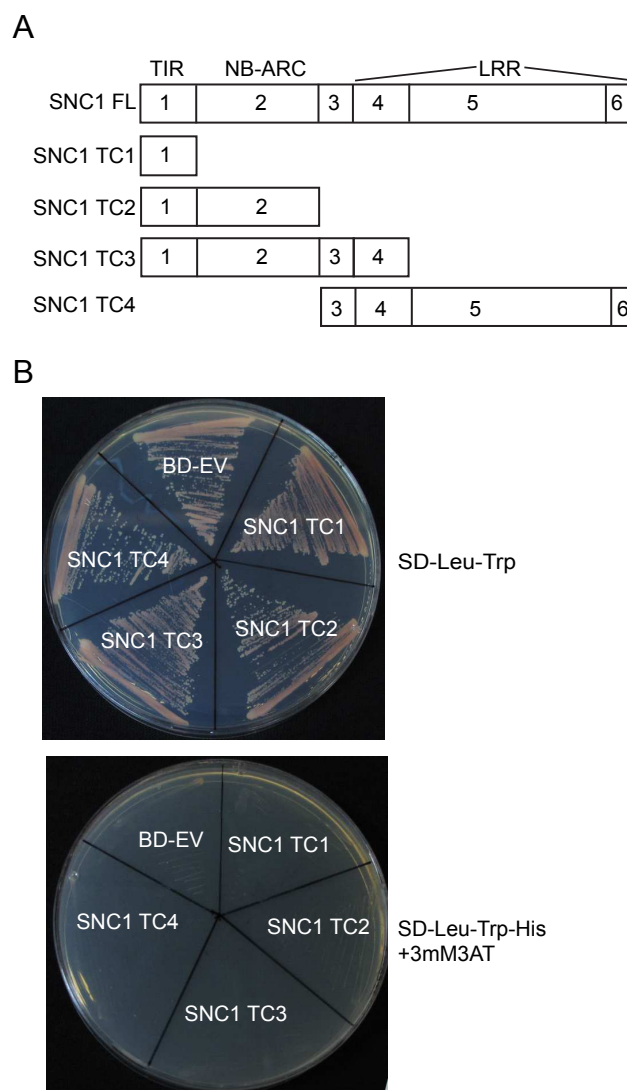 A
TIR NB-ARC LRR
SNC1 FL 1 2 3 4 5 6
SNC1 TC1 1
SNC1 TC2 1 2
SNC1 TC3 1 2 3 4
SNC1 TC4 3 4 5 6
B
BD-EV
SNC1 TC1
SNC1 TC4
SNC1 TC3
SNC1 TC2
SD-Leu-Trp
BD-EV
SNC1 TC1
SNC1 TC4
SNC1 TC2
SNC1 TC3
SD-Leu-Trp-His
+3mM3AT